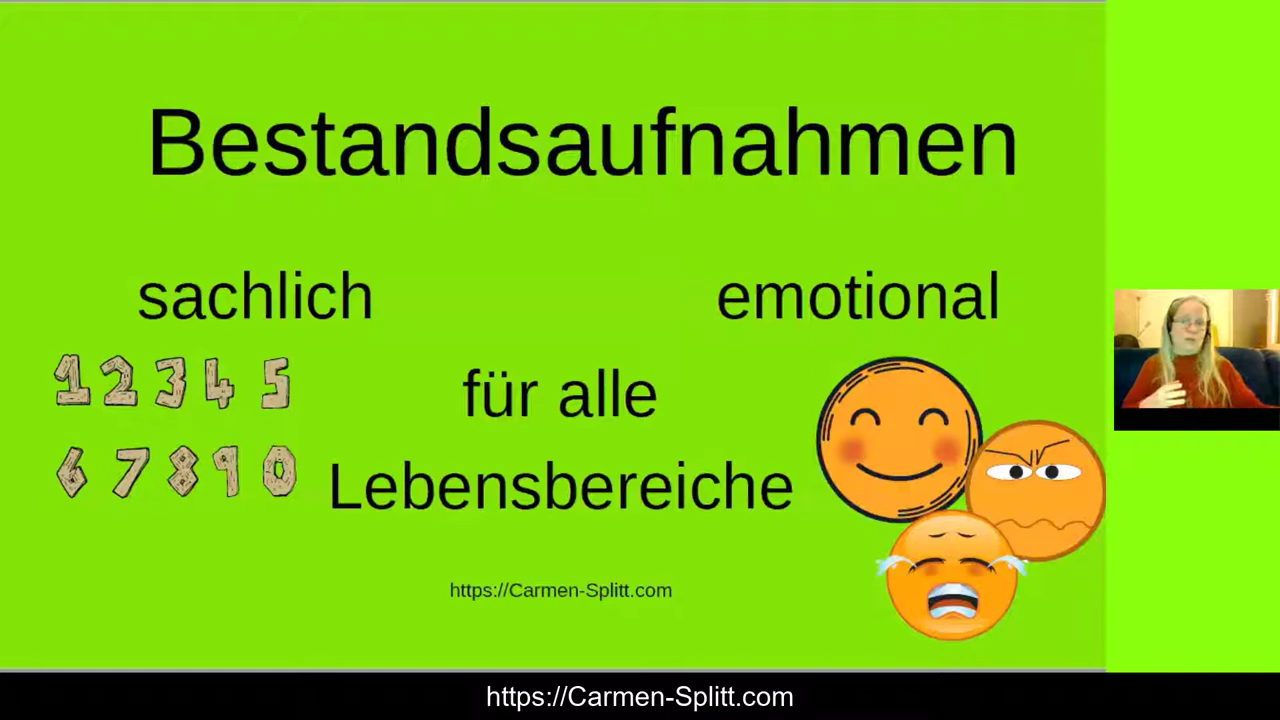 Bestandsaufnahmen
sachlich
emotional
1 2 3 4 5
6 7 8 9 0
für alle
Lebensbereiche
https://Carmen-Splitt.com
https://Carmen-Splitt.com